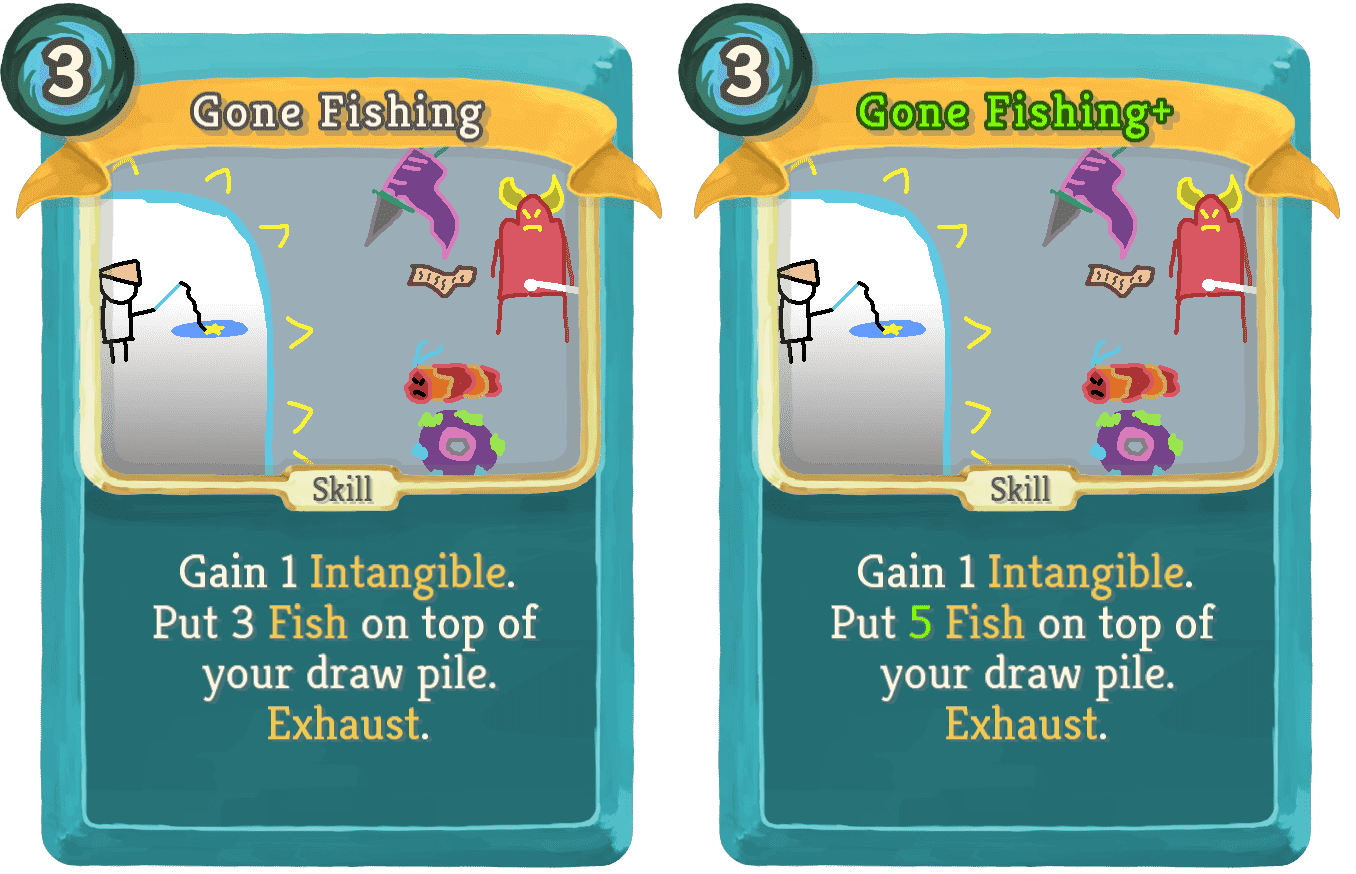 3
Gone Fishing
Skill
Gain 1 Intangible.
Put 3 Fish on top of
your draw pile.
Exhaust.
3
Gone Fishing+
Skill
Gain 1 Intangible.
Put 5 Fish on top of
your draw pile.
Exhaust.